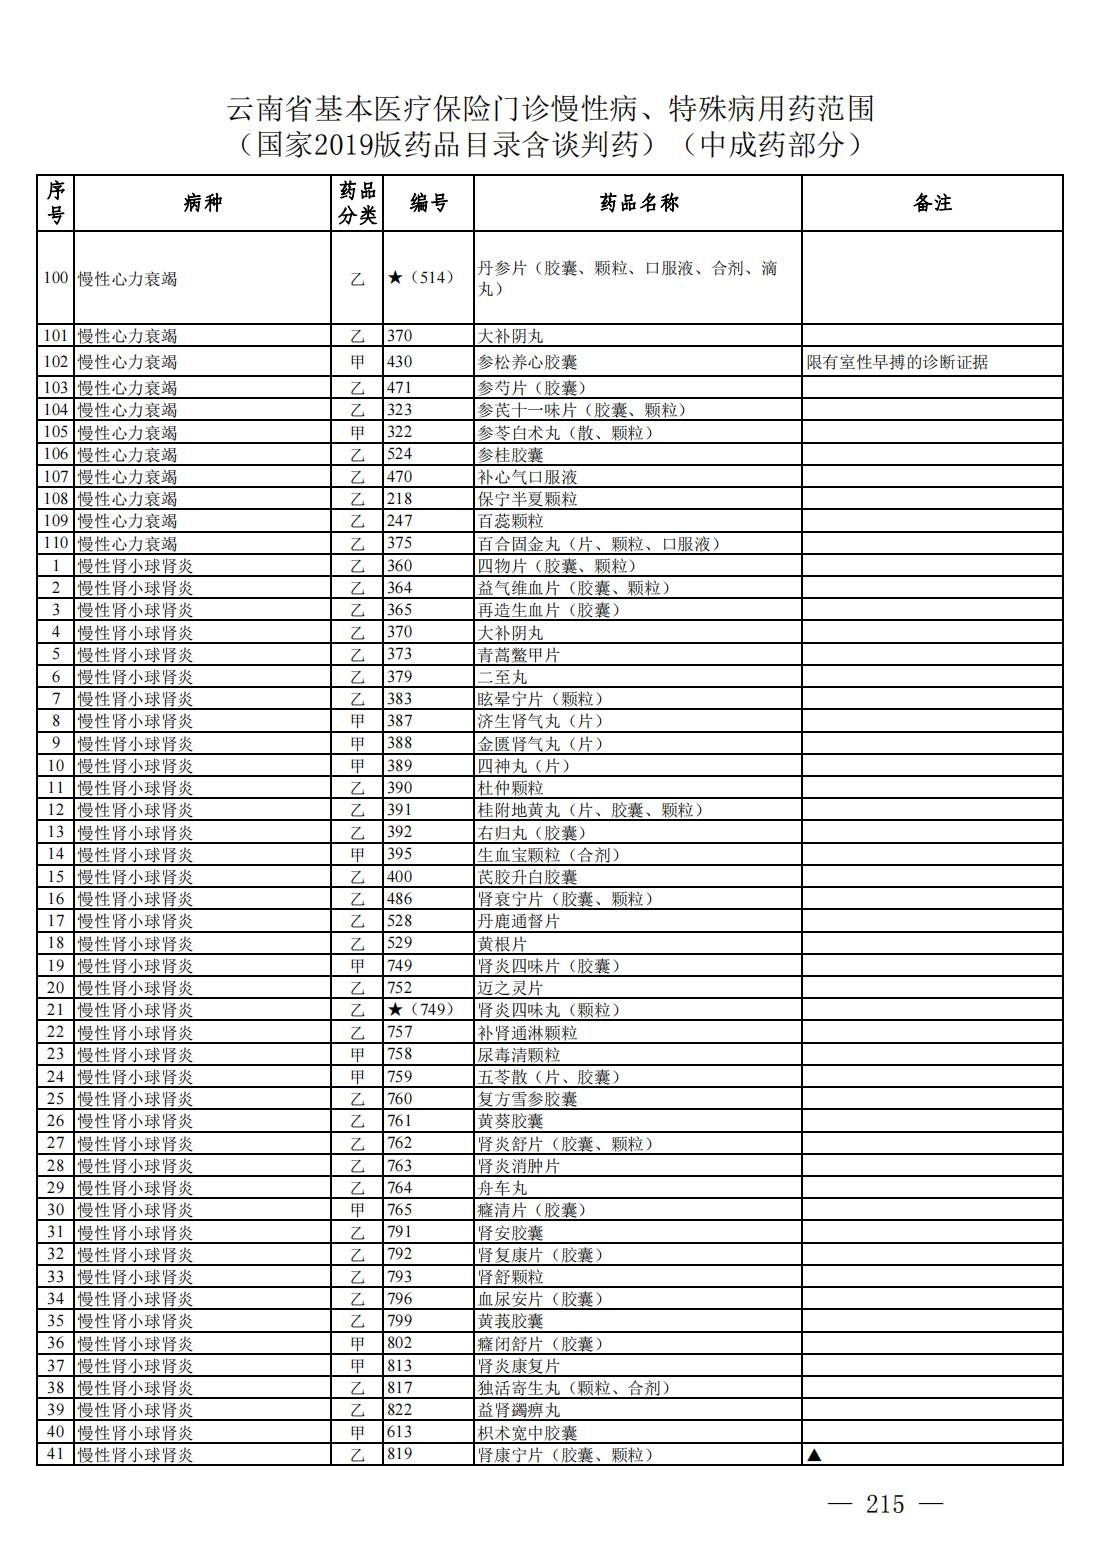 云南省基本医疗保险门诊慢性病、特殊病用药范围
（国家2019版药品目录含谈判药）（中成药部分）
序号 病种 药品分类 编号 药品名称 备注
100 慢性心力衰竭 乙 ★（514） 丹参片（胶囊、颗粒、口服液、合剂、滴丸）
101 慢性心力衰竭 乙 370 大补阴丸
102 慢性心力衰竭 甲 430 参松养心胶囊 限有室性早搏的诊断证据
103 慢性心力衰竭 乙 471 参芍片（胶囊）
104 慢性心力衰竭 乙 323 参芪十一味片（胶囊、颗粒）
105 慢性心力衰竭 甲 322 参苓白术丸（散、颗粒）
106 慢性心力衰竭 乙 524 参桂胶囊
107 慢性心力衰竭 乙 470 补心气口服液
108 慢性心力衰竭 乙 218 保宁半夏颗粒
109 慢性心力衰竭 乙 247 百蕊颗粒
110 慢性心力衰竭 乙 375 百合固金丸（片、颗粒、口服液）
1 慢性肾小球肾炎 乙 360 四物片（胶囊、颗粒）
2 慢性肾小球肾炎 乙 364 益气维血片（胶囊、颗粒）
3 慢性肾小球肾炎 乙 365 再造生血片（胶囊）
4 慢性肾小球肾炎 乙 370 大补阴丸
5 慢性肾小球肾炎 乙 373 青蒿鳖甲片
6 慢性肾小球肾炎 乙 379 二至丸
7 慢性肾小球肾炎 乙 383 眩晕宁片（颗粒）
8 慢性肾小球肾炎 甲 387 济生肾气丸（片）
9 慢性肾小球肾炎 甲 388 金匮肾气丸（片）
10 慢性肾小球肾炎 甲 389 四神丸（片）
11 慢性肾小球肾炎 乙 390 杜仲颗粒
12 慢性肾小球肾炎 乙 391 桂附地黄丸（片、胶囊、颗粒）
13 慢性肾小球肾炎 乙 392 右归丸（胶囊）
14 慢性肾小球肾炎 甲 395 生血宝颗粒（合剂）
15 慢性肾小球肾炎 乙 400 芪胶升白胶囊
16 慢性肾小球肾炎 乙 486 肾衰宁片（胶囊、颗粒）
17 慢性肾小球肾炎 乙 528 丹鹿通督片
18 慢性肾小球肾炎 乙 529 黄根片
19 慢性肾小球肾炎 甲 749 肾炎四味片（胶囊）
20 慢性肾小球肾炎 乙 752 迈之灵片
21 慢性肾小球肾炎 乙 ★（749） 肾炎四味丸（颗粒）
22 慢性肾小球肾炎 乙 757 补肾通淋颗粒
23 慢性肾小球肾炎 甲 758 尿毒清颗粒
24 慢性肾小球肾炎 甲 759 五苓散（片、胶囊）
25 慢性肾小球肾炎 乙 760 复方雪参胶囊
26 慢性肾小球肾炎 乙 761 黄葵胶囊
27 慢性肾小球肾炎 乙 762 肾炎舒片（胶囊、颗粒）
28 慢性肾小球肾炎 乙 763 肾炎消肿片
29 慢性肾小球肾炎 乙 764 舟车丸
30 慢性肾小球肾炎 甲 765 癃清片（胶囊）
31 慢性肾小球肾炎 乙 791 肾安胶囊
32 慢性肾小球肾炎 乙 792 肾复康片（胶囊）
33 慢性肾小球肾炎 乙 793 肾舒颗粒
34 慢性肾小球肾炎 乙 796 血尿安片（胶囊）
35 慢性肾小球肾炎 乙 799 黄莪胶囊
36 慢性肾小球肾炎 甲 802 癃闭舒片（胶囊）
37 慢性肾小球肾炎 甲 813 肾炎康复片
38 慢性肾小球肾炎 乙 817 独活寄生丸（颗粒、合剂）
39 慢性肾小球肾炎 乙 822 益肾蠲痹丸
40 慢性肾小球肾炎 甲 613 枳术宽中胶囊
41 慢性肾小球肾炎 乙 819 肾康宁片（胶囊、颗粒） ▲
— 215 —